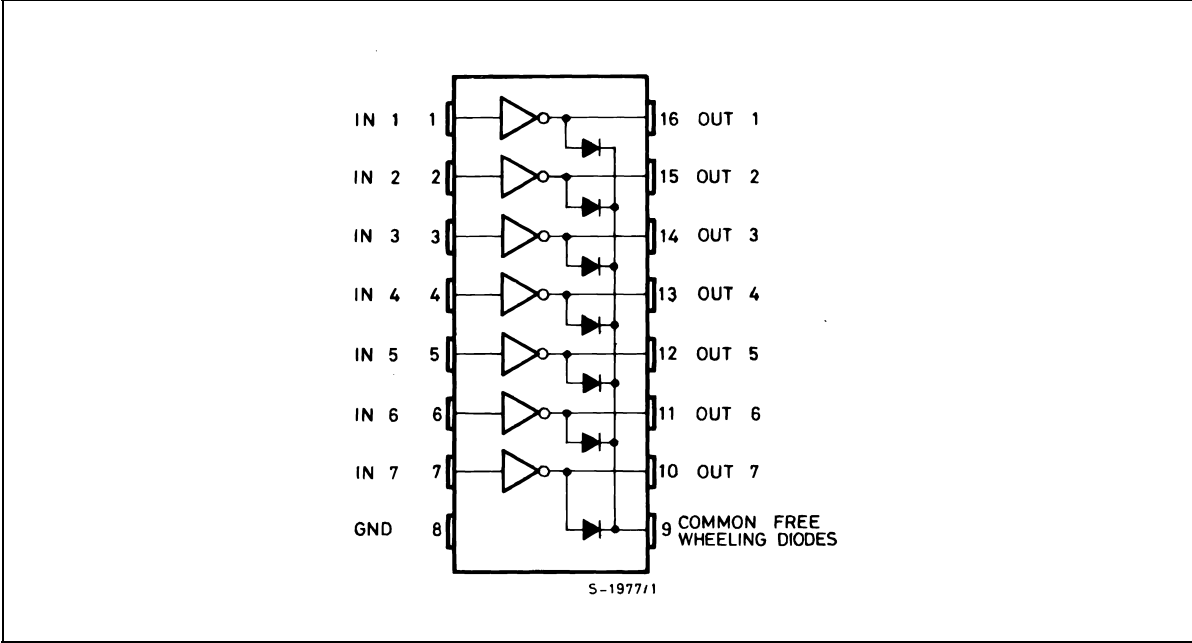 IN 1 1 16 OUT 1
IN 2 2 15 OUT 2
IN 3 3 14 OUT 3
IN 4 4 13 OUT 4
IN 5 5 12 OUT 5
IN 6 6 11 OUT 6
IN 7 7 10 OUT 7
GND 8 9 COMMON FREE
WHEELING DIODES
S-1977/1